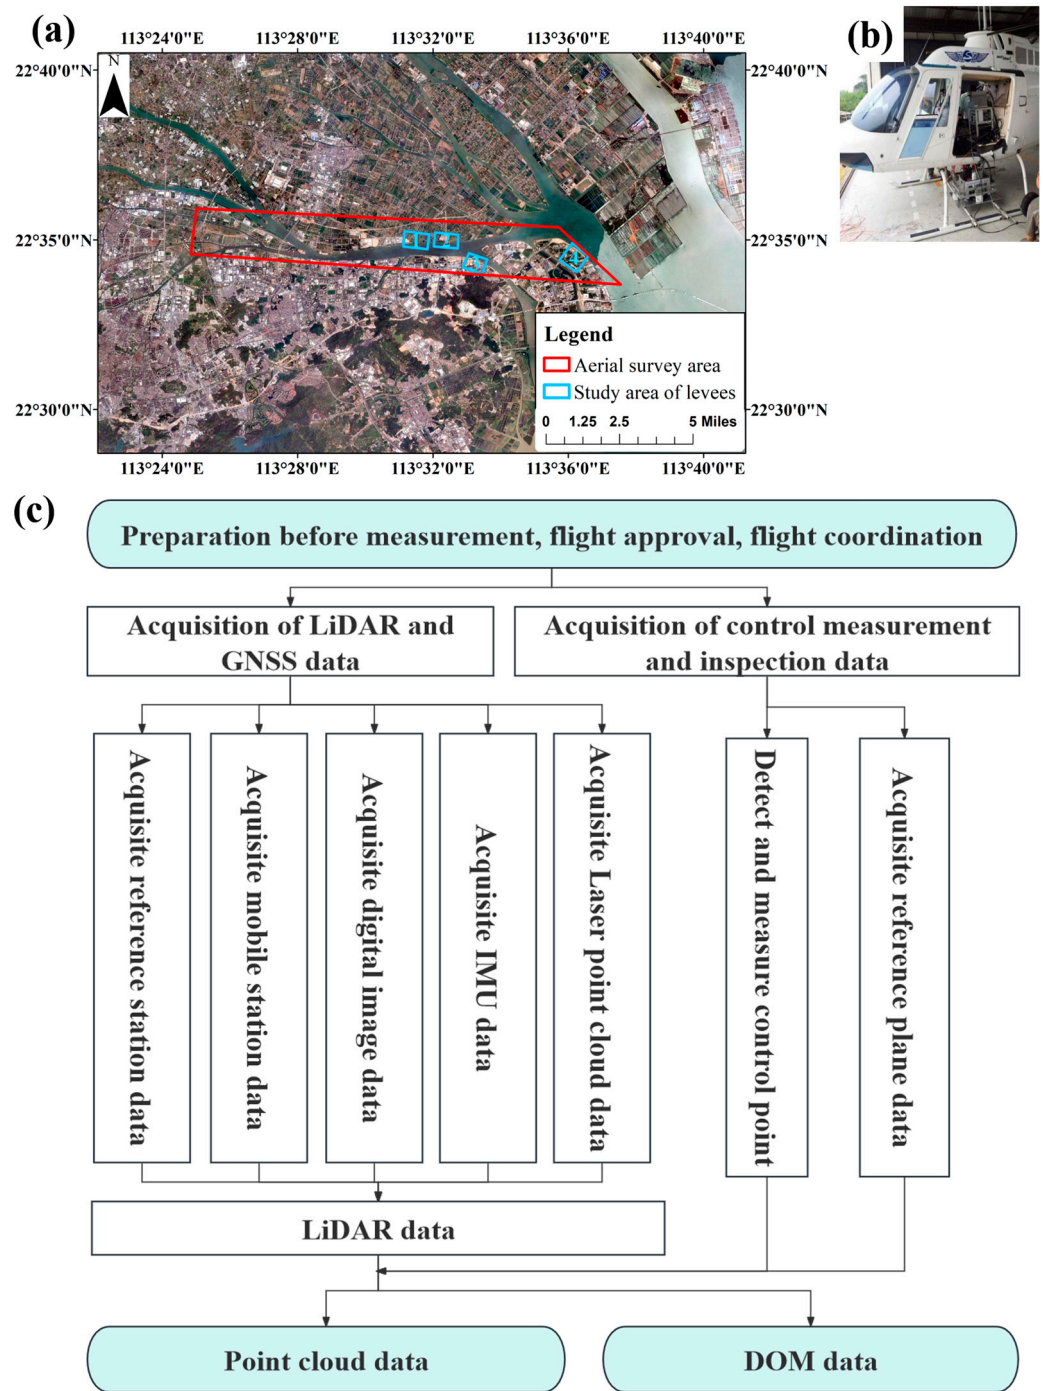 (a)
113°24'0"E 113°28'0"E 113°32'0"E 113°36'0"E 113°40'0"E
(b)
22°40'0"N 22°40'0"N
N
22°35'0"N 22°35'0"N
22°30'0"N 22°30'0"N
Legend
Aerial survey area
Study area of levees
0 1.25 2.5 5 Miles
113°24'0"E 113°28'0"E 113°32'0"E 113°36'0"E 113°40'0"E
(c)
Preparation before measurement, flight approval, flight coordination
Acquisition of LiDAR and
GNSS data
Acquisition of control measurement
and inspection data
Acquisite reference station data
Acquisite mobile station data
Acquisite digital image data
Acquisite IMU data
Acquisite Laser point cloud data
Detect and measure control point
Acquisite reference plane data
LiDAR data
Point cloud data
DOM data